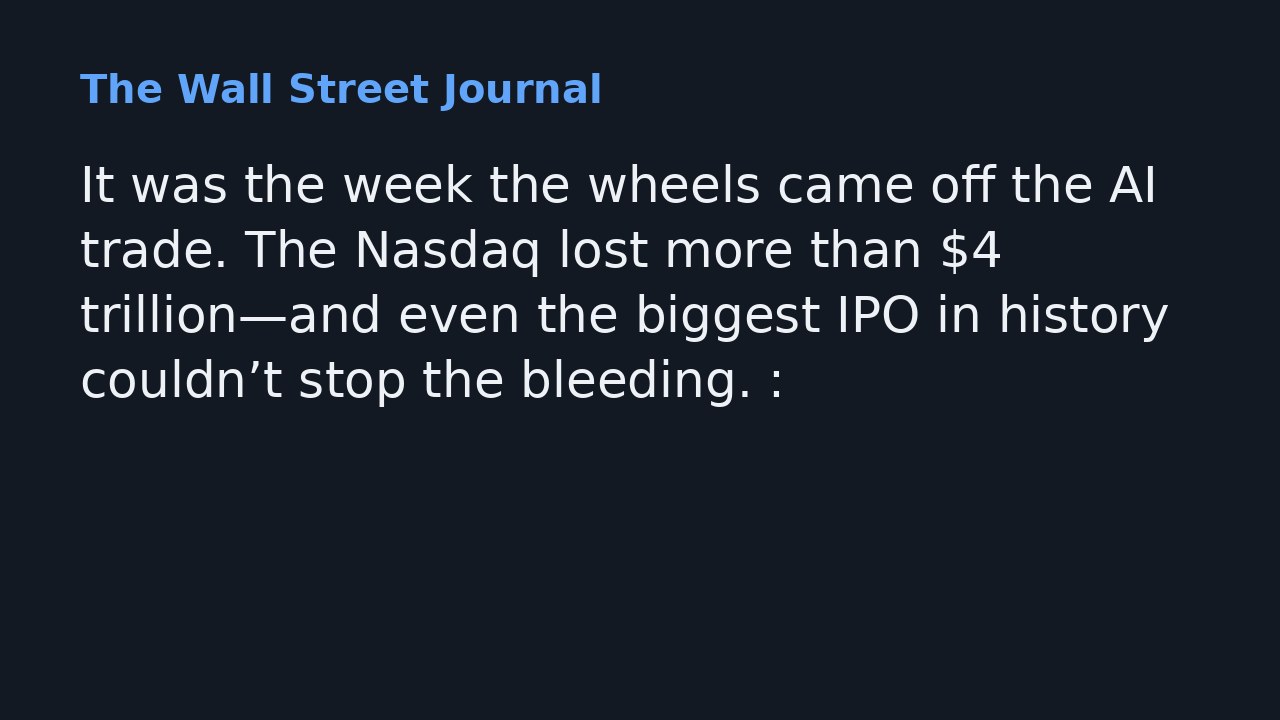 The Wall Street Journal
It was the week the wheels came off the AI
trade. The Nasdaq lost more than $4
trillion—and even the biggest IPO in history
couldn’t stop the bleeding. :